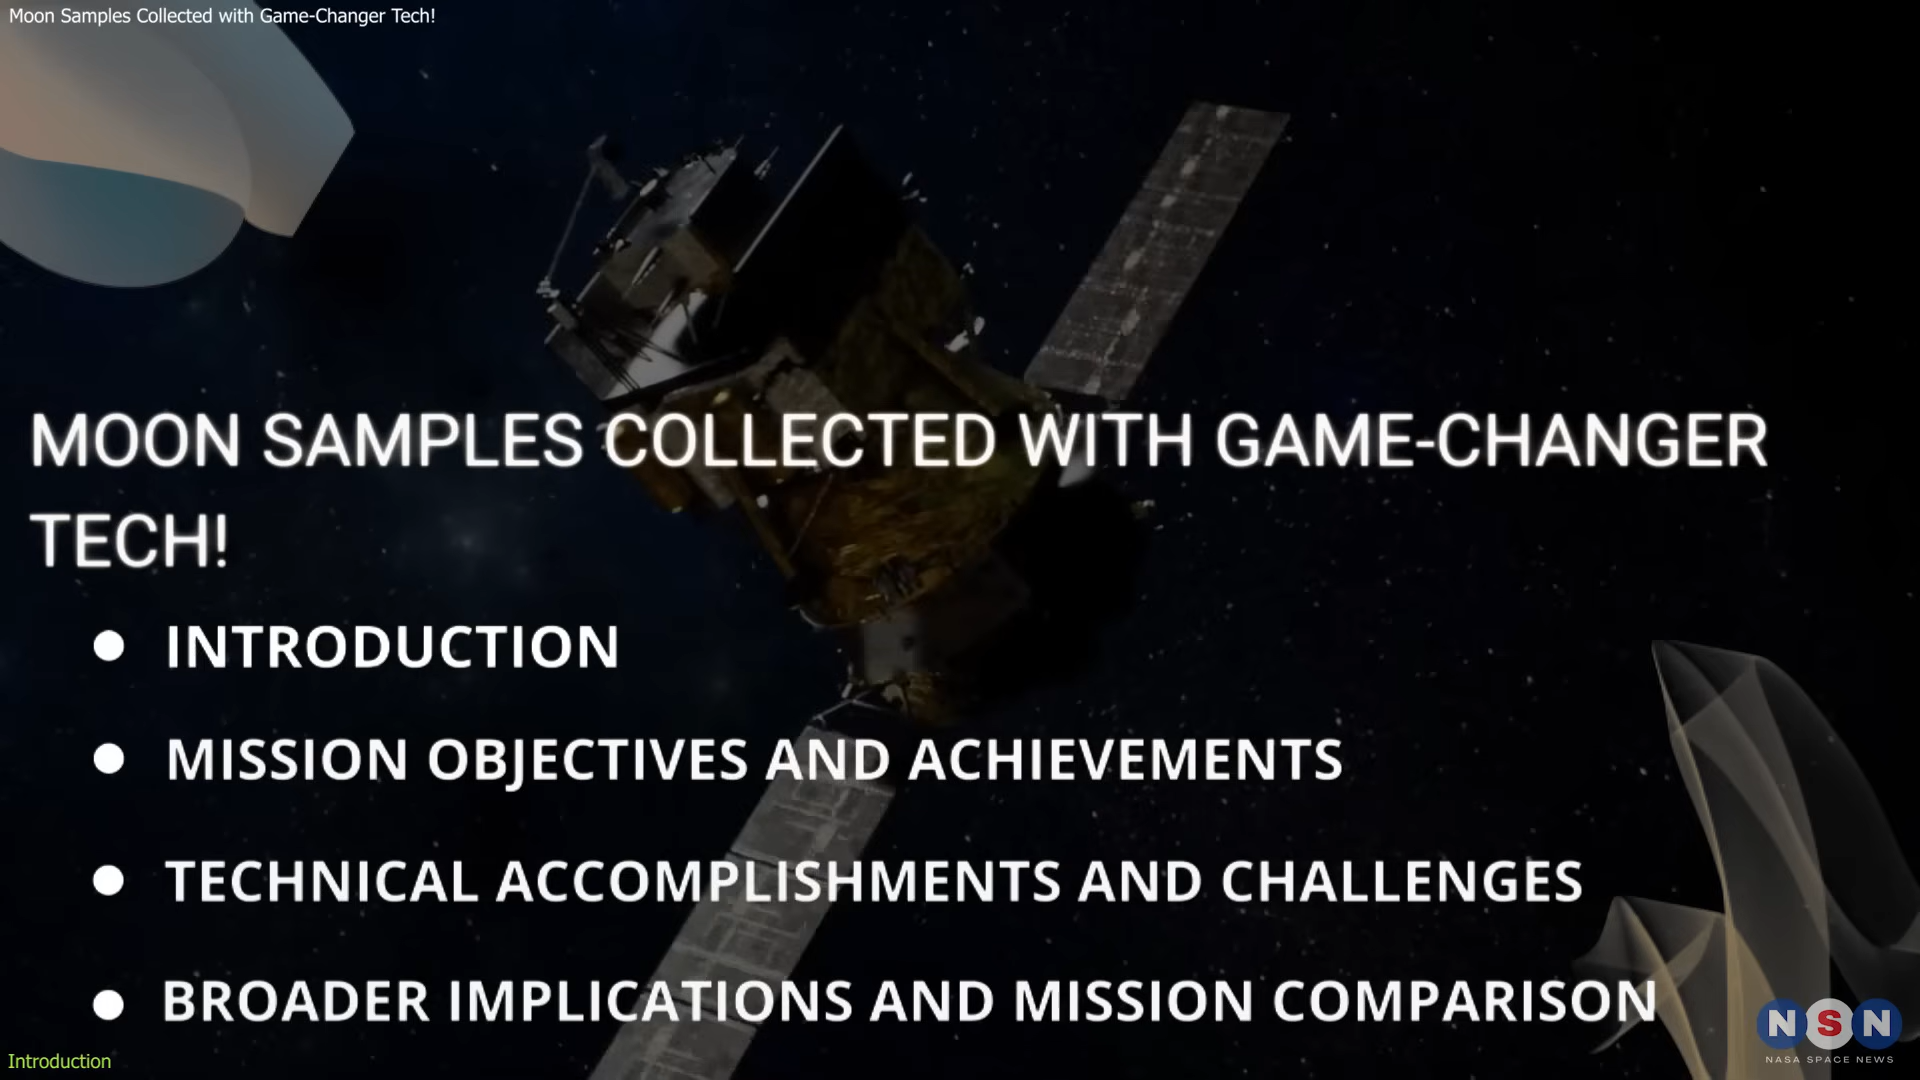 Moon Samples Collected with Game-Changer Tech!
MOON SAMPLES COLLECTED WITH GAME-CHANGER
TECH!
● INTRODUCTION
● MISSION OBJECTIVES AND ACHIEVEMENTS
● TECHNICAL ACCOMPLISHMENTS AND CHALLENGES
● BROADER IMPLICATIONS AND MISSION COMPARISON
NSN
NASA SPACE NEWS
Introduction